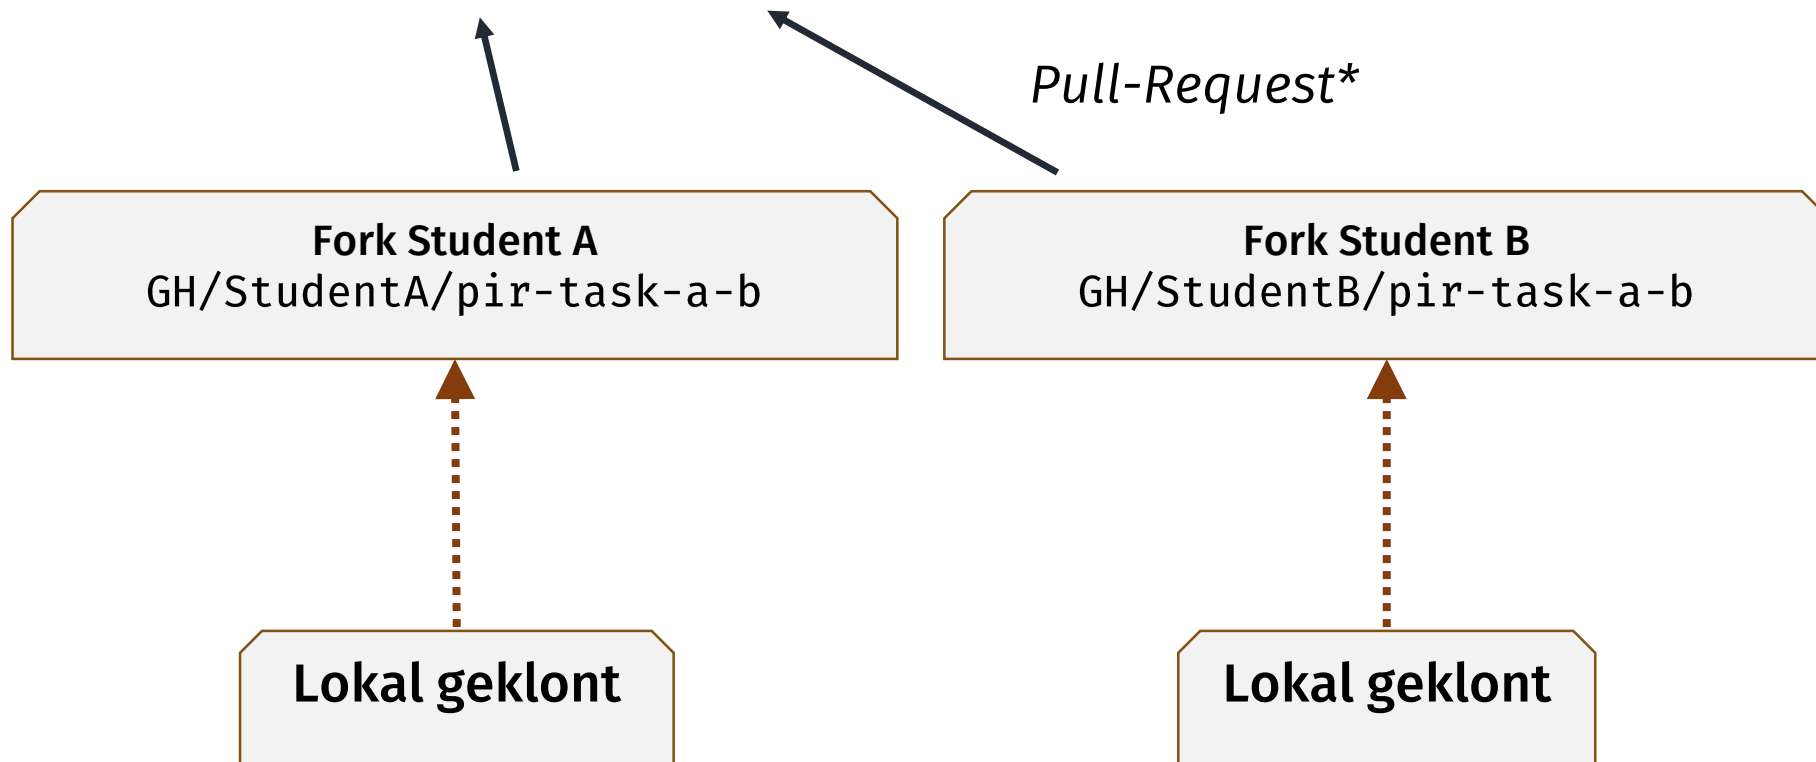 Pull-Request*
Fork Student A
GH/StudentA/pir-task-a-b
Fork Student B
GH/StudentB/pir-task-a-b
Lokal geklont
Lokal geklont